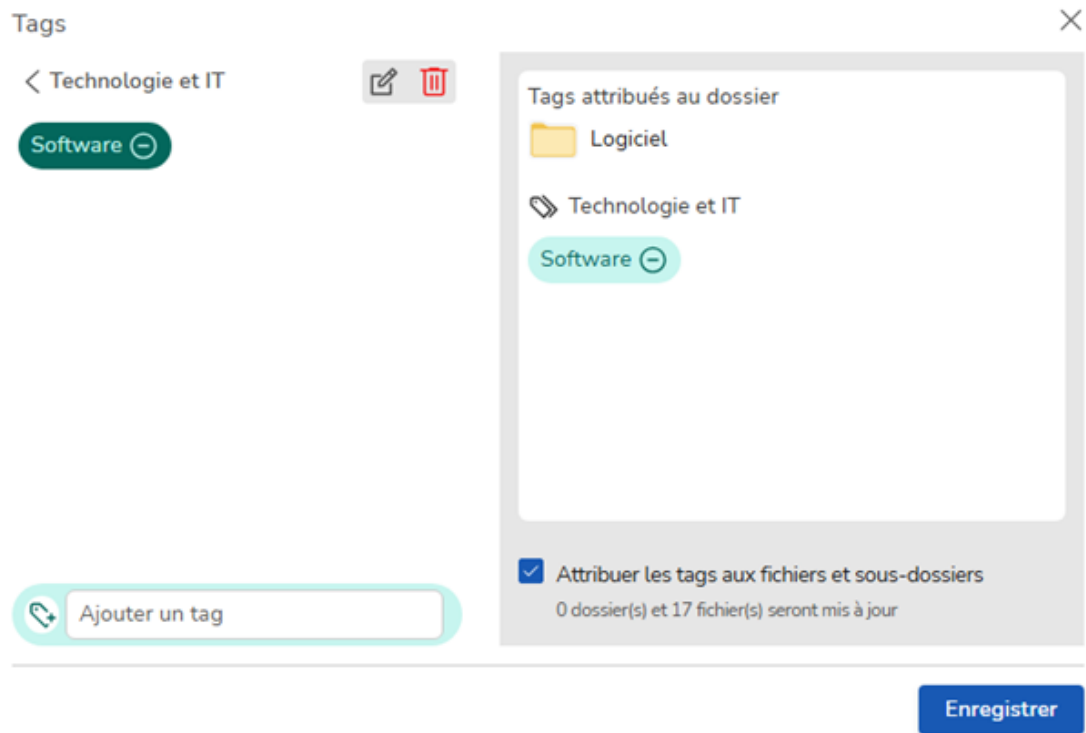 Tags
Technologie et IT
Software
Ajouter un tag
Tags attribués au dossier
Logiciel
Technologie et IT
Software
Attribuer les tags aux fichiers et sous-dossiers
0 dossier(s) et 17 fichier(s) seront mis à jour
Enregistrer